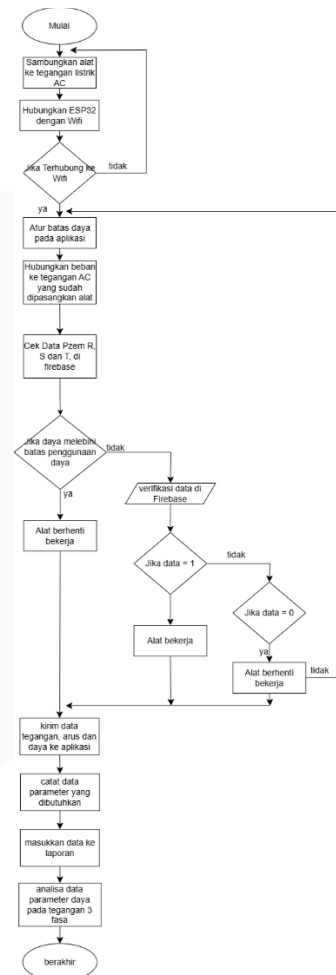 Mulai
Sambungkan alat
ke tegangan listrik
AC
Hubungkan ESP32
dengan Wifi
Jika Terhubung ke
Wifi
tidak
ya
Atur batas daya
pada aplikasi
Hubungkan beban
ke tegangan AC
yang sudah
dipasangkan alat
Cek Data Pzem R,
S dan T, di
firebase
Jika daya melebihi
batas penggunaan
daya
tidak
ya
verifikasi data di
Firebase
Alat berhenti
bekerja
Jika data = 1
tidak
Jika data = 0
ya
Alat bekerja
Alat berhenti
bekerja
tidak
kirim data
tegangan, arus dan
daya ke aplikasi
catat data
parameter yang
dibutuhkan
masukkan data ke
laporan
analisa data
parameter daya
pada tegangan 3
fasa
berakhir